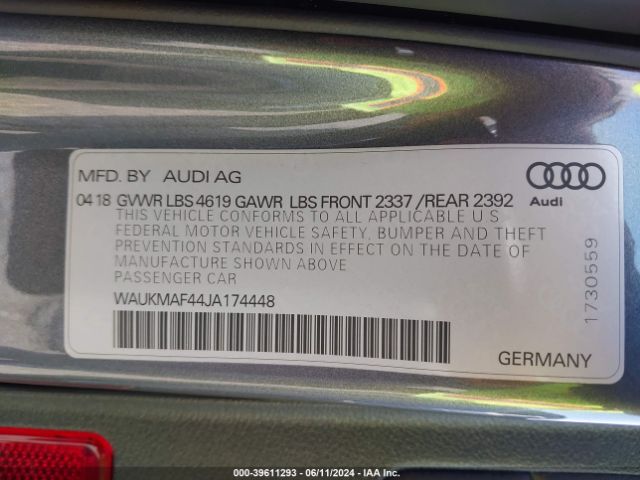 MFD. BY AUDI AG
04 18 GVWR LBS 4619 GAWR LBS FRONT 2337 /REAR 2392
THIS VEHICLE CONFORMS TO ALL APPLICABLE U S
FEDERAL MOTOR VEHICLE SAFETY, BUMPER AND THEFT
PREVENTION STANDARDS IN EFFECT ON THE DATE OF
MANUFACTURE SHOWN ABOVE
PASSENGER CAR
WAUKMAF44JA174448
Audi
1730559
GERMANY
000-39611293 - 06/11/2024 - IAAI.com